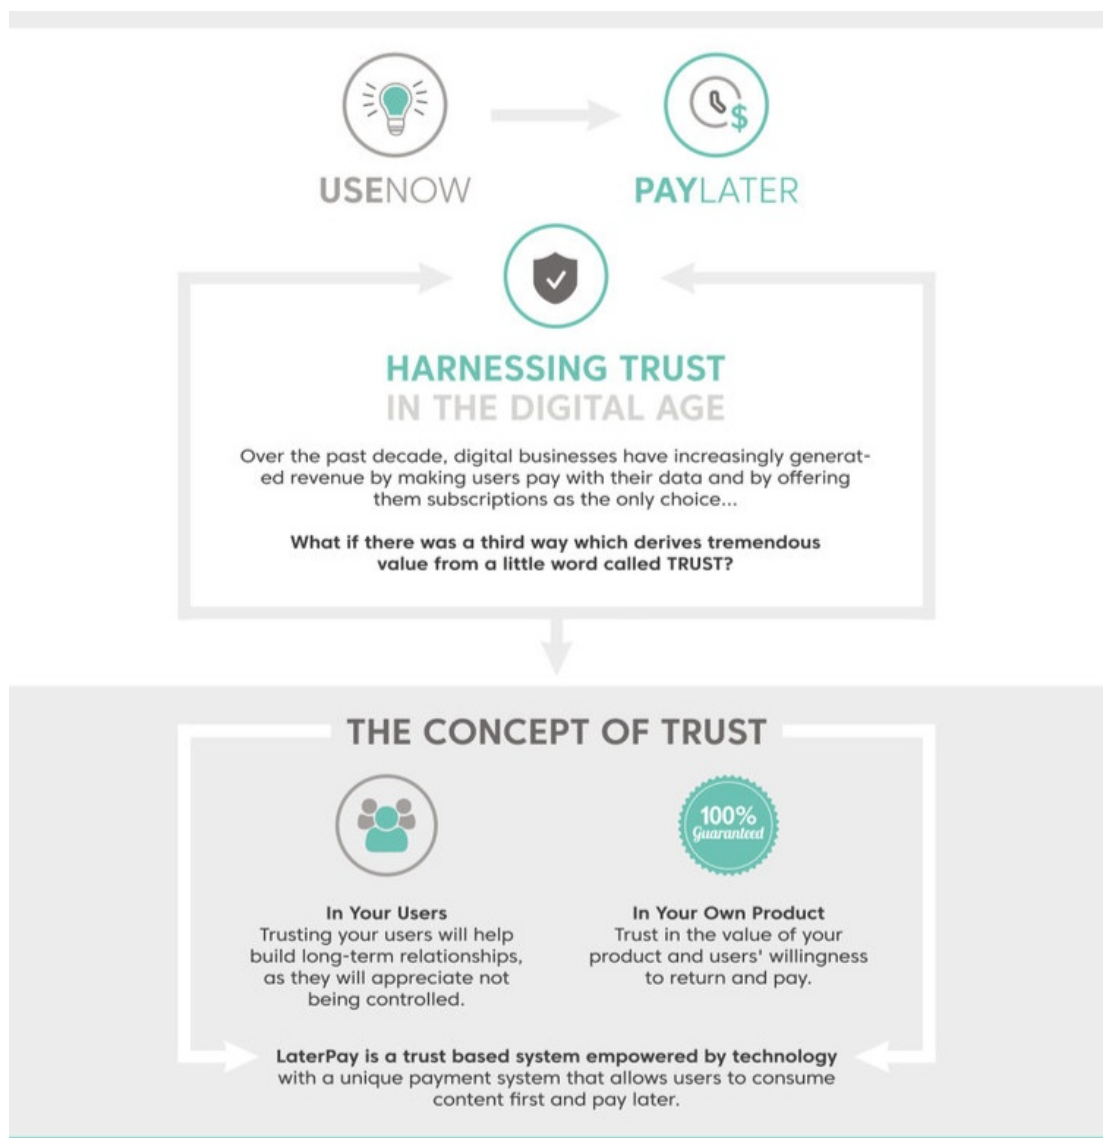 USENOW
PAYLATER
HARNESSING TRUST
IN THE DIGITAL AGE
Over the past decade, digital businesses have increasingly generat-
ed revenue by making users pay with their data and by offering
them subscriptions as the only choice...
What if there was a third way which derives tremendous
value from a little word called TRUST?
THE CONCEPT OF TRUST
100%
Guaranteed
In Your Users
Trusting your users will help
build long-term relationships,
as they will appreciate not
being controlled.
In Your Own Product
Trust in the value of your
product and users' willingness
to return and pay.
LaterPay is a trust based system empowered by technology
with a unique payment system that allows users to consume
content first and pay later.